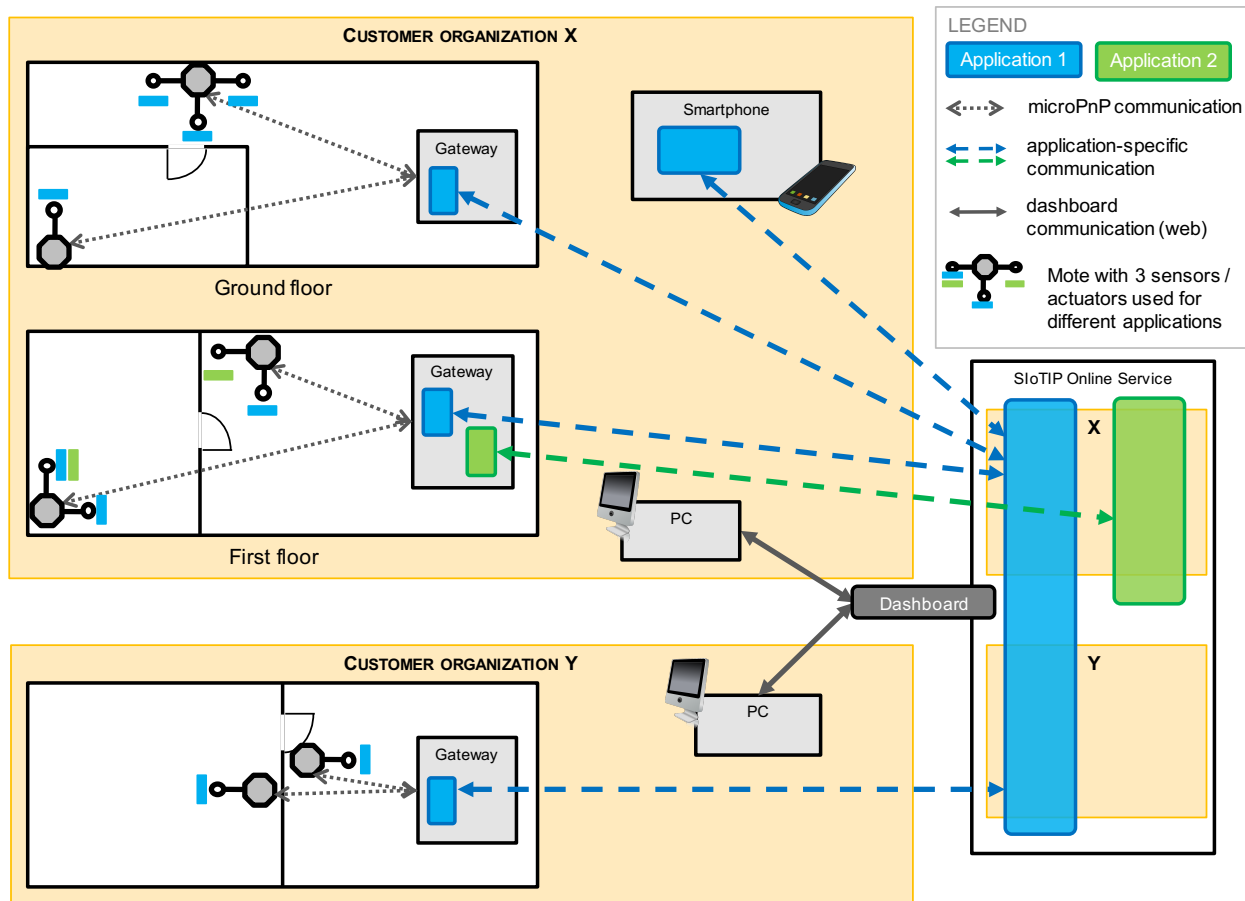 CUSTOMER ORGANIZATION X
Gateway
Ground floor
Smartphone
Gateway
First floor
PC
Dashboard
CUSTOMER ORGANIZATION Y
Gateway
PC
LEGEND
Application 1
Application 2
microPnP communication
application-specific
communication
dashboard
communication (web)
Mote with 3 sensors /
actuators used for
different applications
SIoTIP Online Service
X
Y